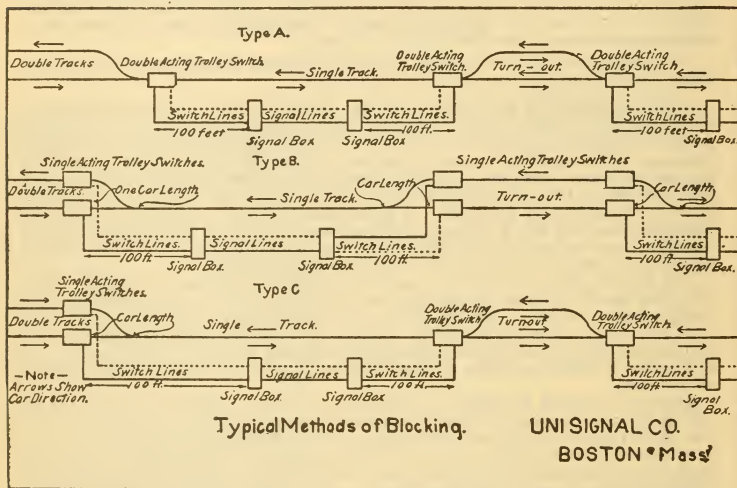 Type A.
Double Tracks
Double Acting Trolley Switch
Single Track.
Double Acting
Trolley Switch.
Turn-out.
Double Acting
Trolley Switch
Switch Lines
Signal Lines
Switch Lines
Switch Lines
100 feet
Signal Box
Signal Box
100 ft.
100 feet
Signal Box
Single Acting Trolley Switches.
Type B
Single Acting Trolley Switches
Double Tracks.
One Car Length
Single Track.
Car Length
Turn-out.
Car Length
Switch Lines.
Signal Lines
Switch Lines.
Switch Lines
100 ft.
Signal Box.
Signal Box.
100 ft.
100 ft.
Signal Box.
Single Acting
Trolley Switches.
Type C
Double Tracks
Car Length
Single Track.
Double Acting
Trolley Switch
Turnout
Double Acting
Trolley Switch.
—Note—
Arrows Show
Car Direction.
Switch Lines
Signal Lines
Switch Lines.
Switch Lines
100 ft
Signal Box
Signal Box
100 ft.
100 ft
Signal
Box.
Typical Methods of Blocking.
UNI SIGNAL CO.
BOSTON Mass